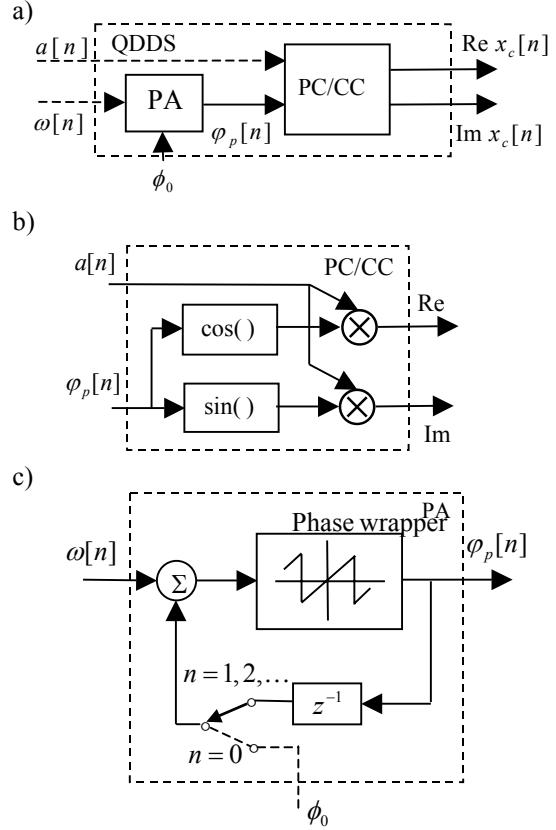 a)
a[n] QDDS Re x_c[n]
PA PC/CC
ω[n] φ_p[n] Im x_c[n]
ϕ_0
b)
a[n] PC/CC
cos( ) Re
φ_p[n] sin( )
Im
c)
PA
ω[n] Phase wrapper φ_p[n]
Σ
n = 1, 2, …
z^{-1}
n = 0
ϕ_0